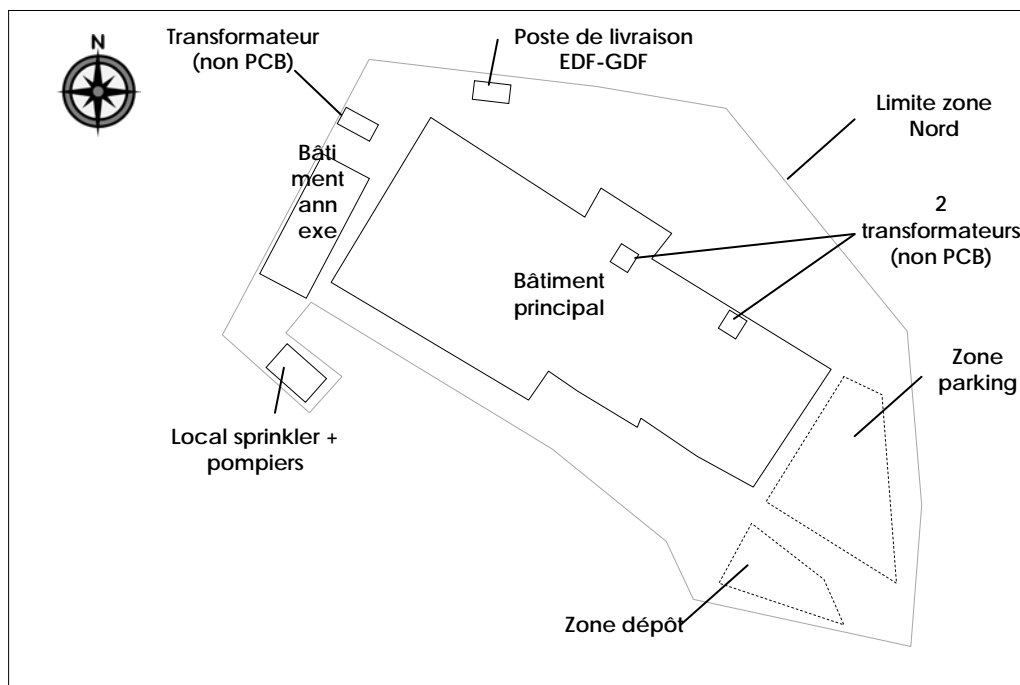 N
Transformateur
(non PCB)
Poste de livraison
EDF-GDF
Limite zone
Nord
Bâti
ment
ann
exe
2
transformateurs
(non PCB)
Bâtiment
principal
Zone
parking
Local sprinkler +
pompiers
Zone dépôt